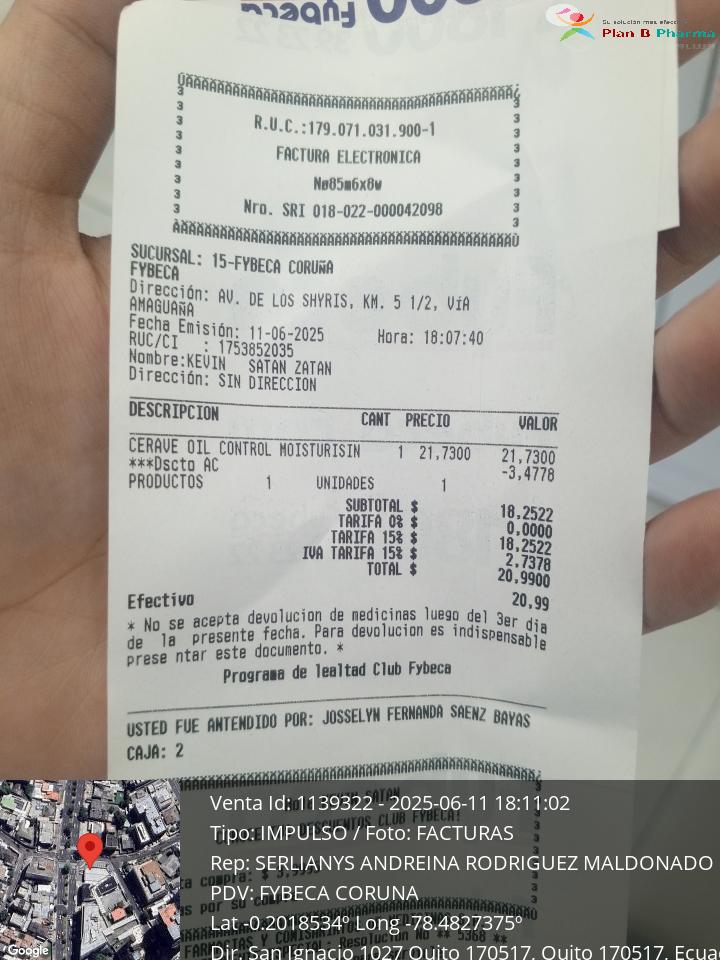 Fybeca
Su solución más efectiva
Plan B Pharma
R.U.C.:179.071.031.900-1
FACTURA ELECTRONICA
Nø85m6x8w
Nro. SRI 018-022-000042098
SUCURSAL: 15-FYBECA CORUÑA
FYBECA
Dirección: AV. DE LOS SHYRIS, KM. 5 1/2, VíA
AMAGUAÑA
Fecha Emisión: 11-06-2025 Hora: 18:07:40
RUC/CI : 1753852035
Nombre:KEVIN SATAN ZATAN
Dirección: SIN DIRECCION
DESCRIPCION CANT PRECIO VALOR
CERAVE OIL CONTROL MOISTURISIN 1 21,7300 21,7300
***Dscto AC -3,4778
PRODUCTOS 1 UNIDADES 1
SUBTOTAL $ 18,2522
TARIFA 0% $ 0,0000
TARIFA 15% $ 18,2522
IVA TARIFA 15% $ 2,7378
TOTAL $ 20,9900
Efectivo 20,99
* No se acepta devolucion de medicinas luego del 3er dia
de la presente fecha. Para devolucion es indispensable
prese ntar este documento. *
Programa de lealtad Club Fybeca
USTED FUE ANTENDIDO POR: JOSSELYN FERNANDA SAENZ BAYAS
CAJA: 2
Venta Id: 1139322 - 2025-06-11 18:11:02
Tipo: IMPULSO / Foto: FACTURAS
Rep: SERLIANYS ANDREINA RODRIGUEZ MALDONADO
PDV: FYBECA CORUNA
Lat -0.2018534º Long -78.4827375º
Dir. San Ignacio 1027 Quito 170517, Quito 170517, Ecua
Google